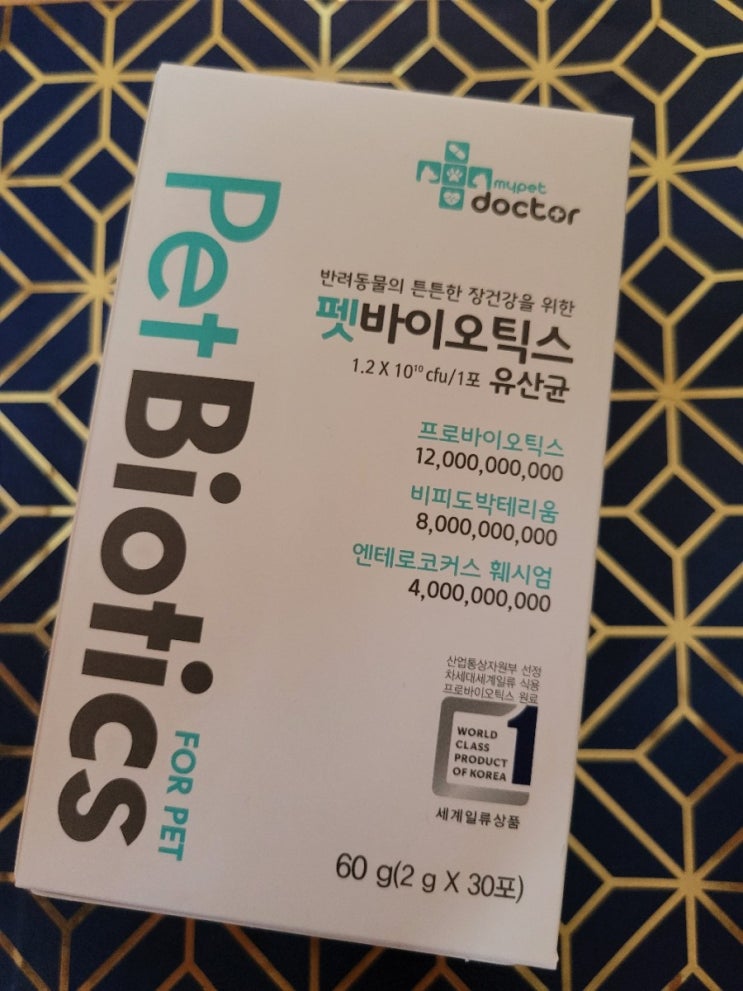 mypet
doctor
PetBiotics
FOR PET
반려동물의 튼튼한 장건강을 위한
펫바이오틱스
1.2 X 10¹⁰ cfu/1포 유산균
프로바이오틱스
12,000,000,000
비피도박테리움
8,000,000,000
엔테로코커스 훼시엄
4,000,000,000
산업통상자원부 선정
차세대세계일류 식용
프로바이오틱스 원료
1
WORLD
CLASS
PRODUCT
OF KOREA
세계일류상품
60 g(2 g X 30포)